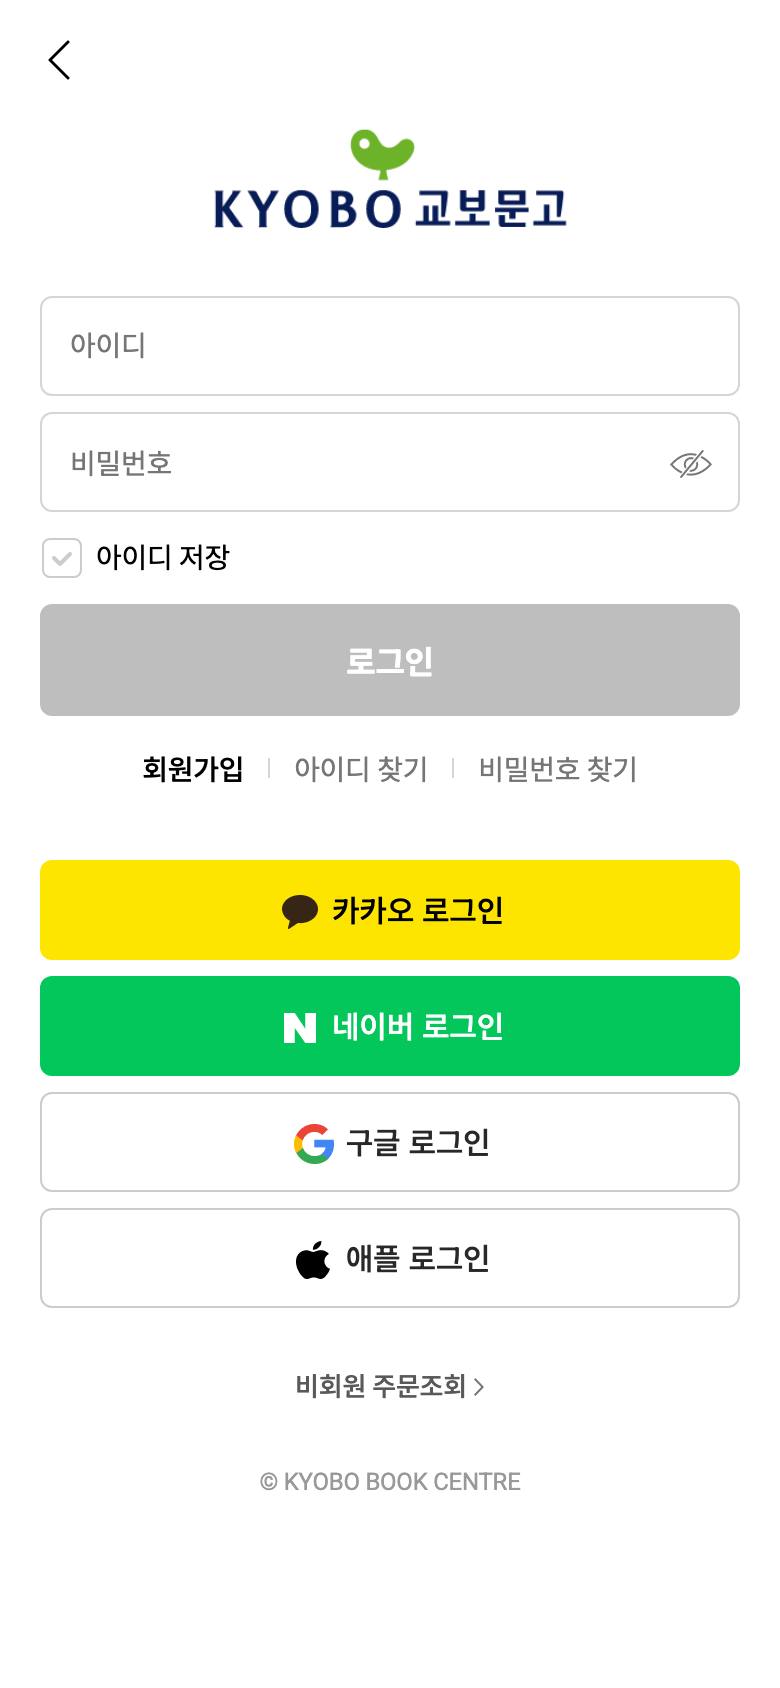 KYOBO 교보문고
아이디
비밀번호
아이디 저장
로그인
회원가입 아이디 찾기 비밀번호 찾기
카카오 로그인
네이버 로그인
구글 로그인
애플 로그인
비회원 주문조회
© KYOBO BOOK CENTRE